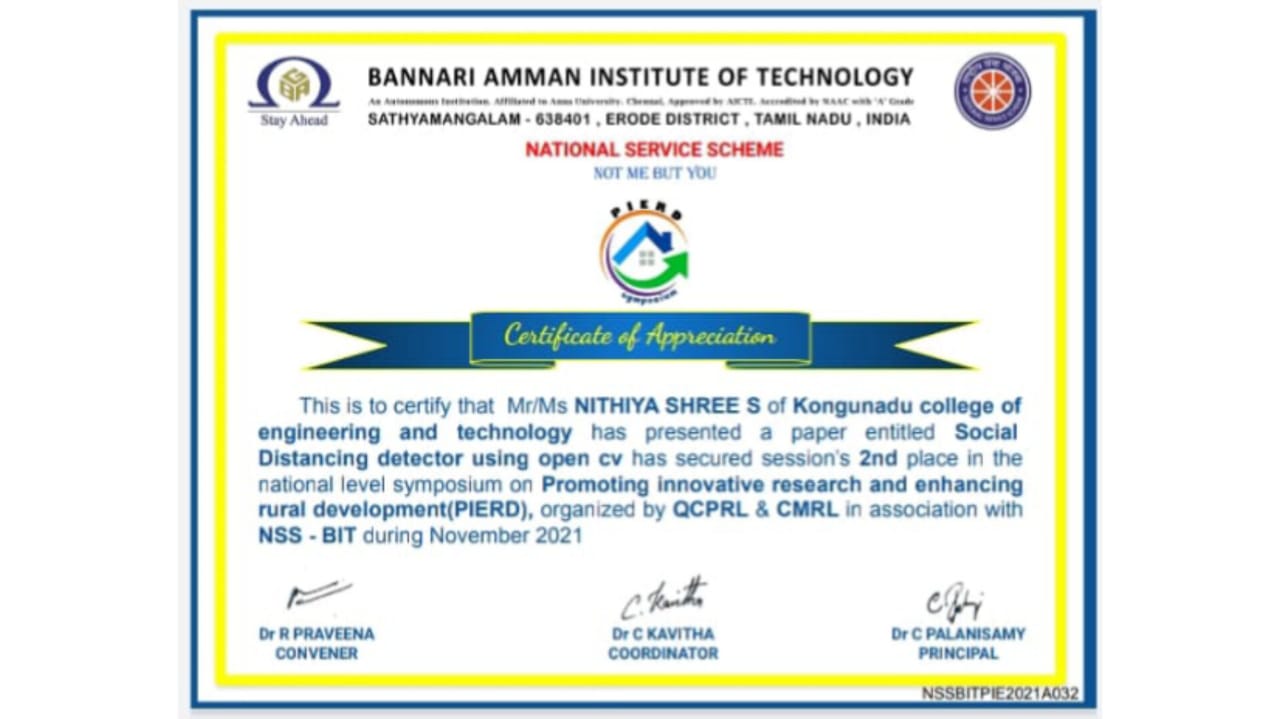 BANNARI AMMAN INSTITUTE OF TECHNOLOGY
An Autonomous Institution, Affiliated to Anna University, Chennai, Approved by AICTE, Accredited by NAAC with 'A' Grade
Stay Ahead
SATHYAMANGALAM - 638401 , ERODE DISTRICT , TAMIL NADU , INDIA
NATIONAL SERVICE SCHEME
NOT ME BUT YOU
PIERD
symposium
Certificate of Appreciation
This is to certify that Mr/Ms NITHIYA SHREE S of Kongunadu college of
engineering and technology has presented a paper entitled Social
Distancing detector using open cv has secured session's 2nd place in the
national level symposium on Promoting innovative research and enhancing
rural development(PIERD), organized by QCPRL & CMRL in association with
NSS - BIT during November 2021
C. Kavitha
Dr R PRAVEENA
CONVENER
Dr C KAVITHA
COORDINATOR
Dr C PALANISAMY
PRINCIPAL
NSSBITPIE2021A032